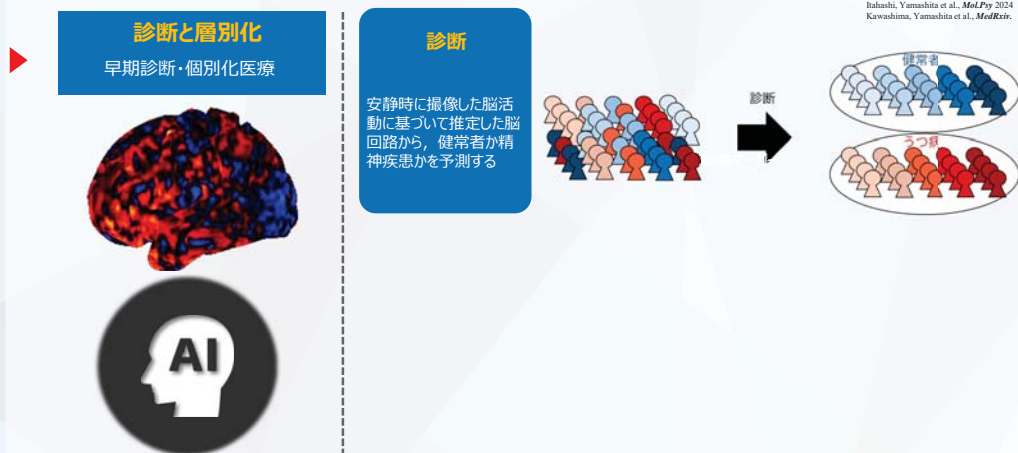 Itahashi, Yamashita et al., Mol.Psy 2024
Kawashima, Yamashita et al., MedRxiv.
診断と層別化
早期診断・個別化医療
診断
安静時に撮像した脳活
動に基づいて推定した脳
回路から，健常者か精
神疾患かを予測する
診断
健常者
うつ病
AI